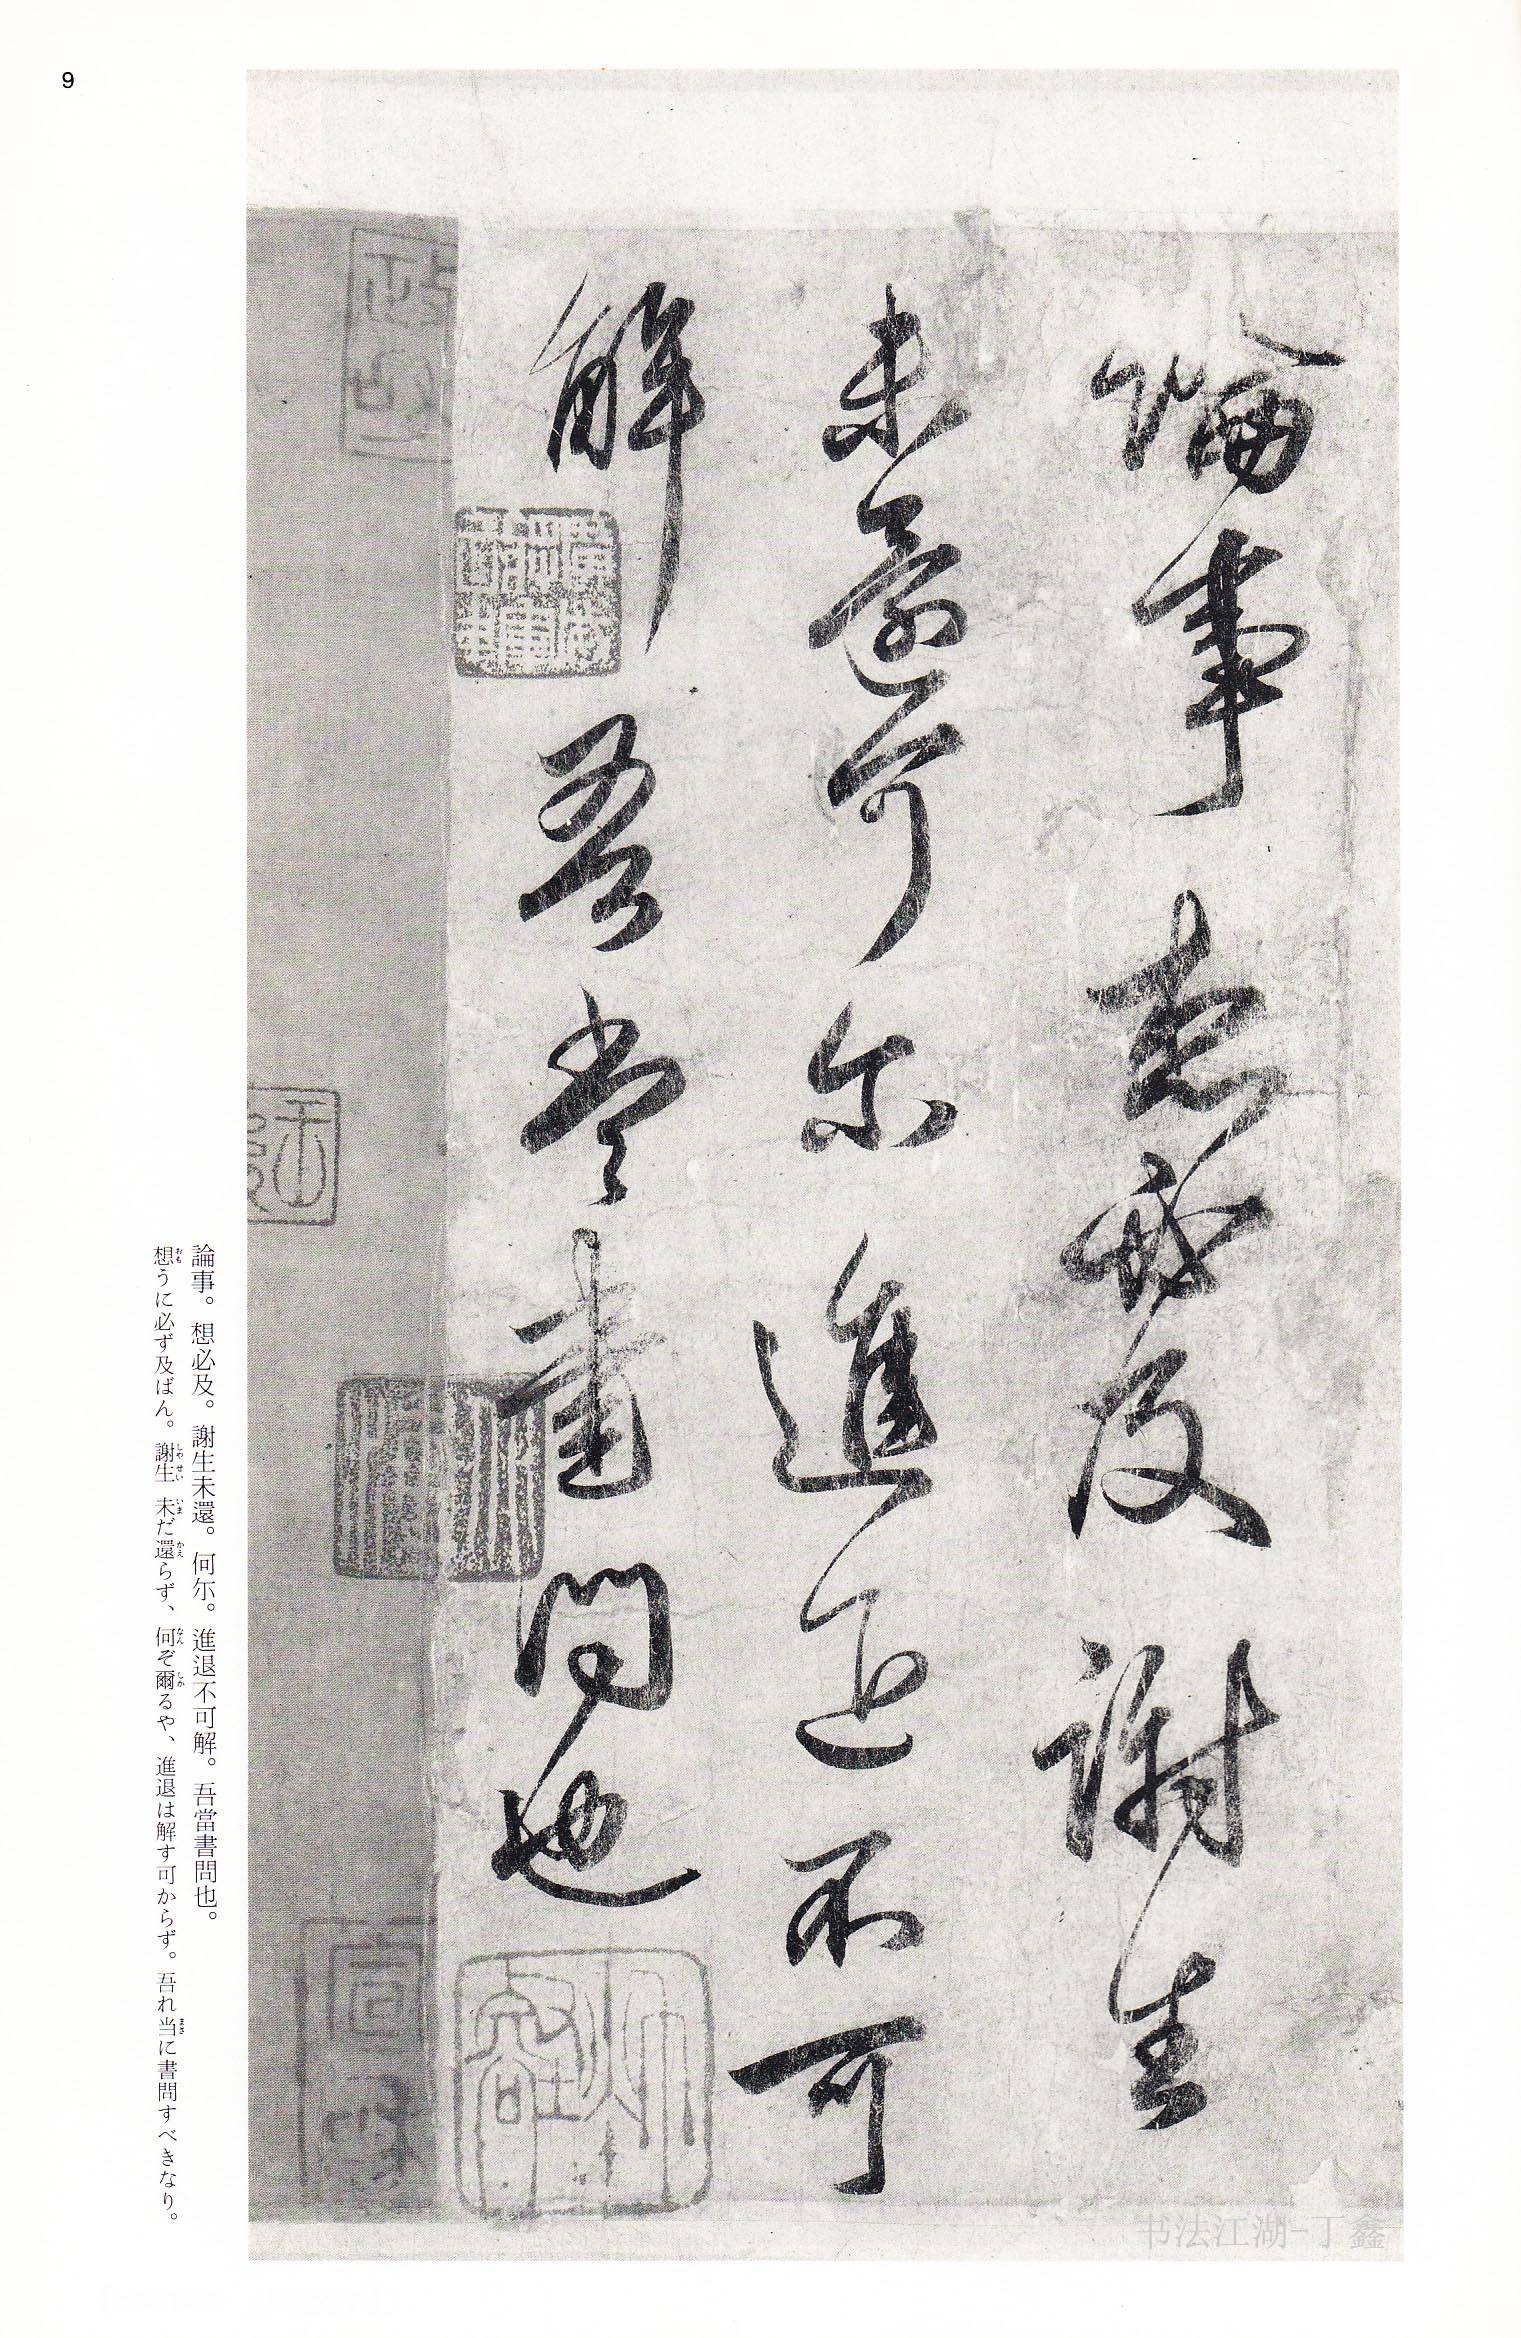 9
論事想必及謝生
未還可尔進退不可
解吾當書問也
論事。想必及。謝生未還。何尓。進退不可解。吾當書問也。
想うに必ず及ばん。謝生 未だ還らず、何ぞ爾るや、進退は解す可からず。吾れ当に書問すべきなり。
书法江湖-丁鑫